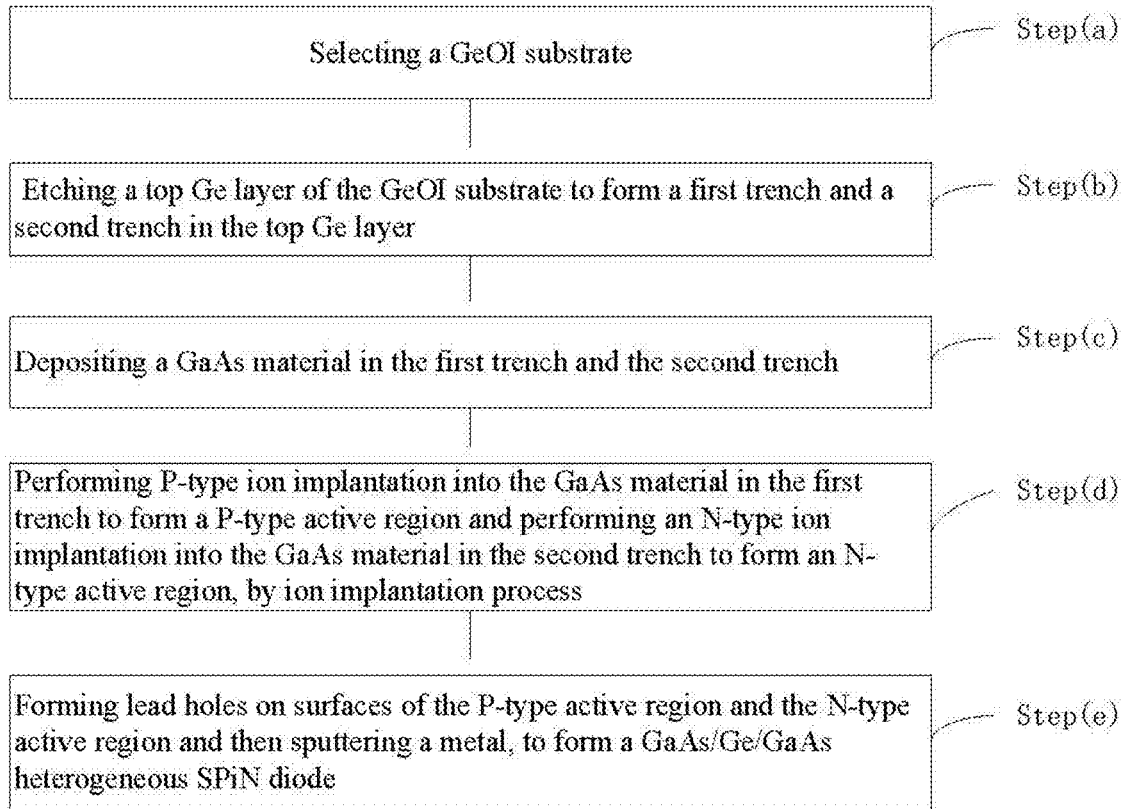 Selecting a GeOI substrate
Step(a)
Etching a top Ge layer of the GeOI substrate to form a first trench and a
second trench in the top Ge layer
Step(b)
Depositing a GaAs material in the first trench and the second trench
Step(c)
Performing P-type ion implantation into the GaAs material in the first
trench to form a P-type active region and performing an N-type ion
implantation into the GaAs material in the second trench to form an N-
type active region, by ion implantation process
Step(d)
Forming lead holes on surfaces of the P-type active region and the N-type
active region and then sputtering a metal, to form a GaAs/Ge/GaAs
heterogeneous SPiN diode
Step(e)